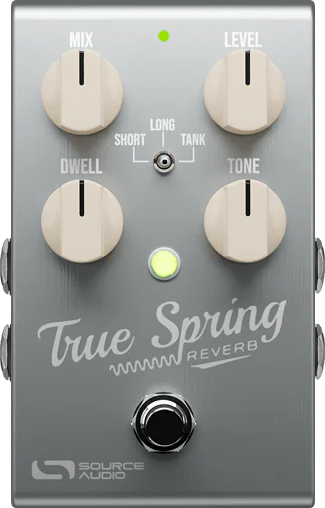 MIX
LEVEL
LONG
SHORT
TANK
DWELL
TONE
True Spring
REVERB
SOURCE
AUDIO